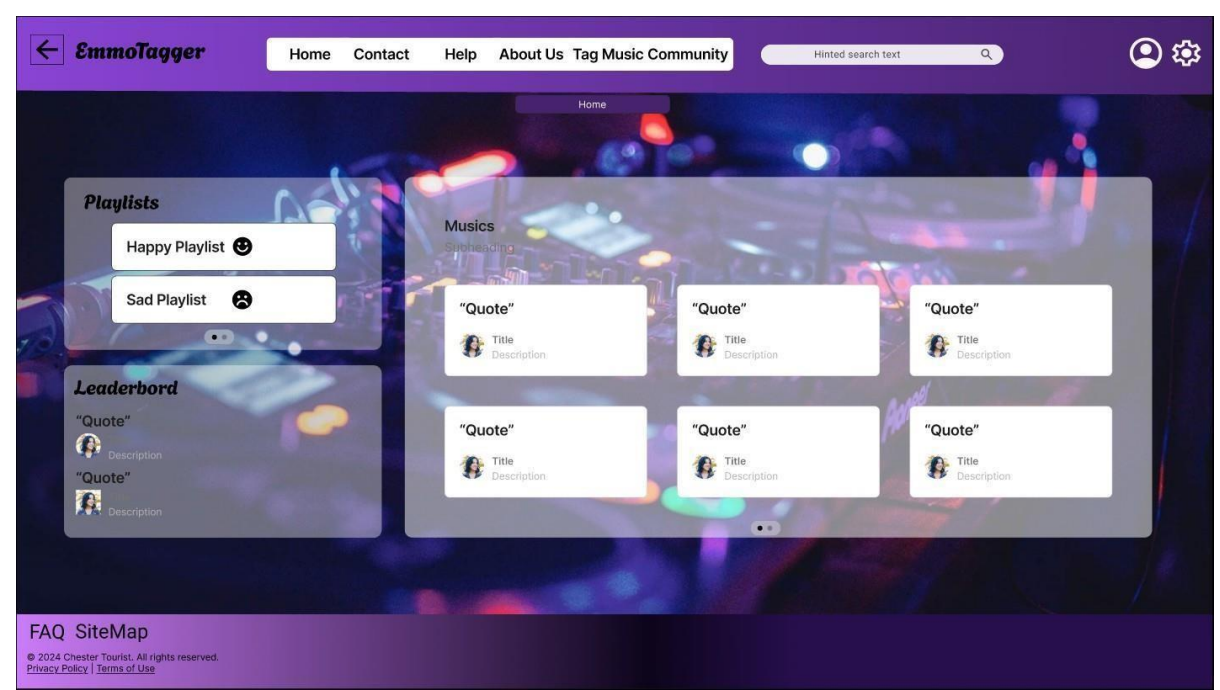 EmmoTagger
Home Contact Help About Us Tag Music Community
Hinted search text
Home
Playlists
Happy Playlist
Sad Playlist
Leaderbord
“Quote”
Description
“Quote”
Description
Musics
Subheading
“Quote” “Quote” “Quote”
Title Title Title
Description Description Description
“Quote” “Quote” “Quote”
Title Title Title
Description Description Description
Pioneer
FAQ SiteMap
© 2024 Chester Tourist. All rights reserved.
Privacy Policy | Terms of Use